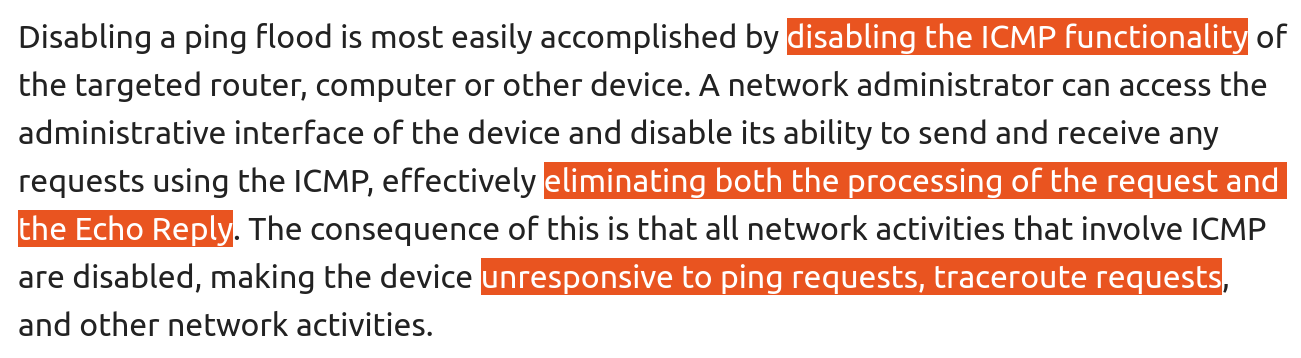 Disabling a ping flood is most easily accomplished by disabling the ICMP functionality of
the targeted router, computer or other device. A network administrator can access the
administrative interface of the device and disable its ability to send and receive any
requests using the ICMP, effectively eliminating both the processing of the request and
the Echo Reply. The consequence of this is that all network activities that involve ICMP
are disabled, making the device unresponsive to ping requests, traceroute requests,
and other network activities.